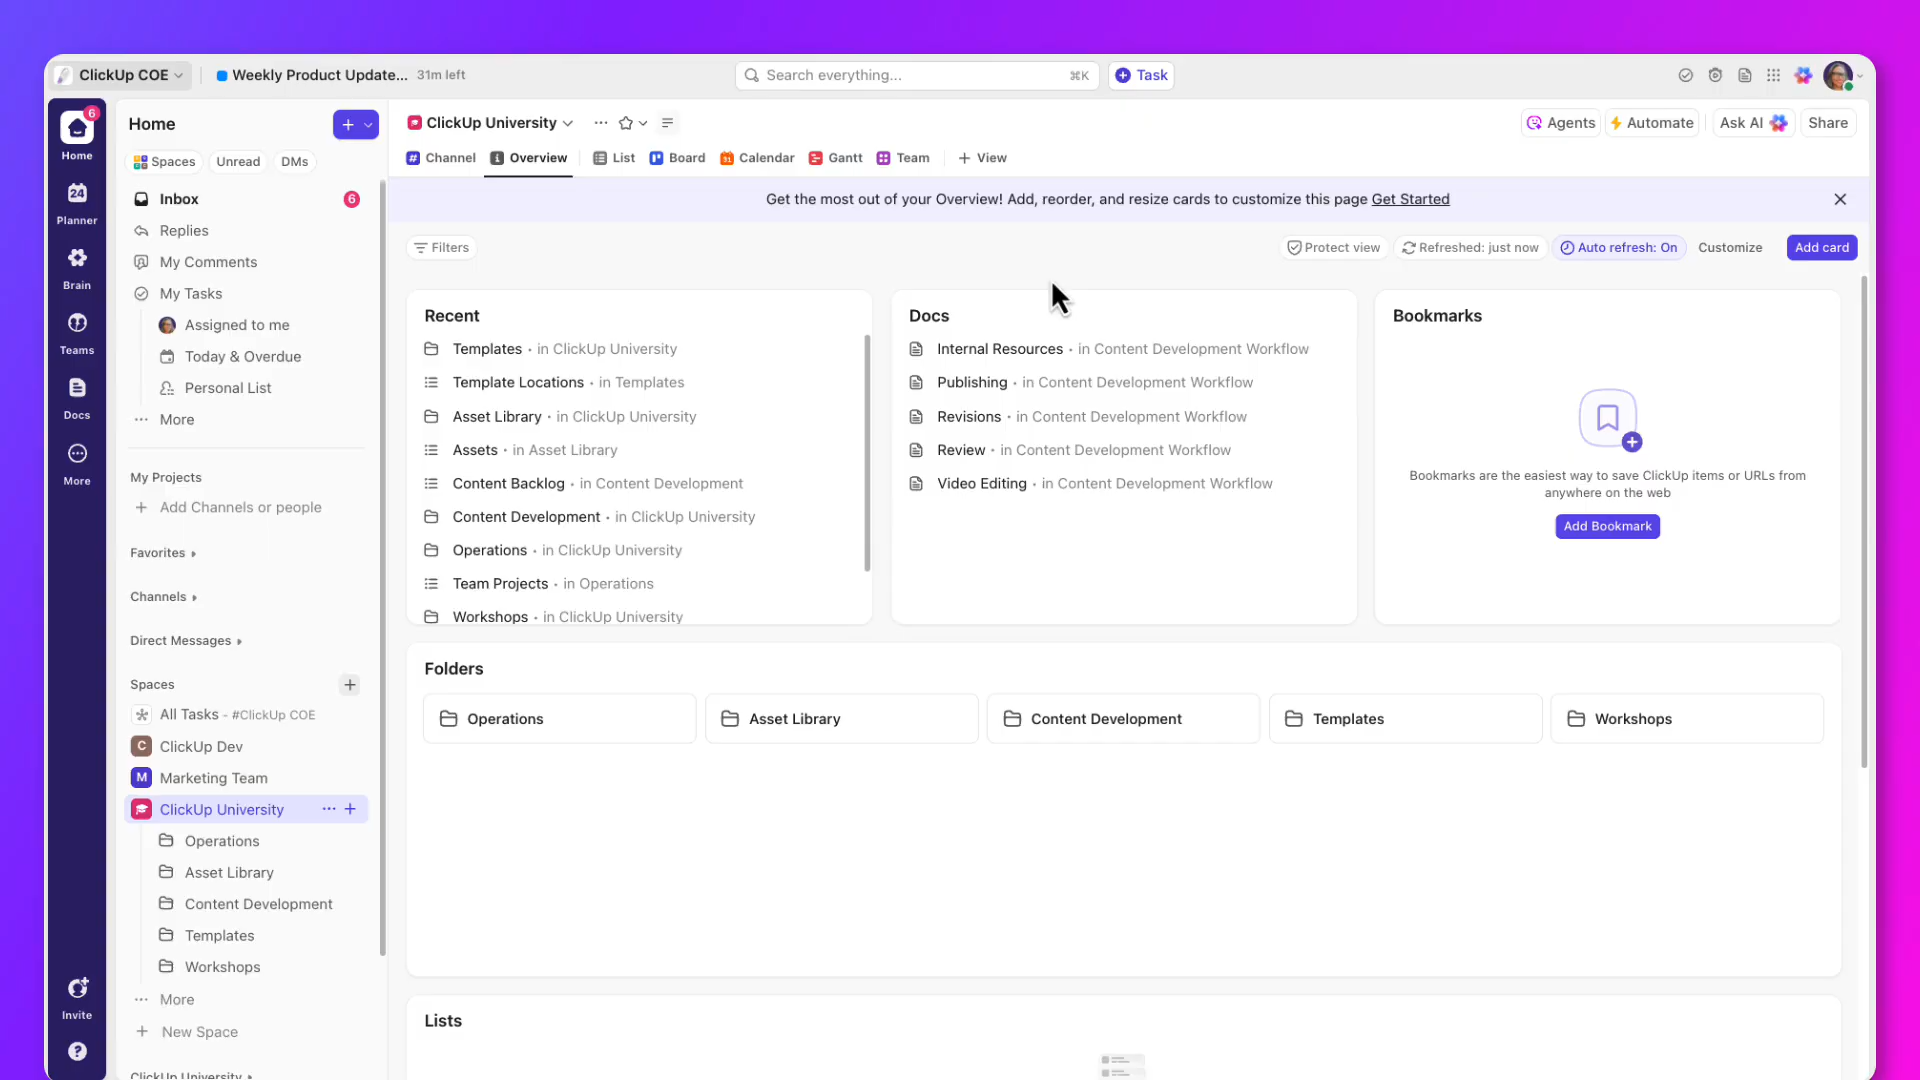 ClickUp COE
Weekly Product Update... 31m left
Search everything... ⌘K
Task
6
Home
24
Planner
Brain
Teams
Docs
More
Invite
?
Home
Spaces
Unread
DMs
Inbox 6
Replies
My Comments
My Tasks
Assigned to me
Today & Overdue
Personal List
More
My Projects
Add Channels or people
Favorites
Channels
Direct Messages
Spaces
All Tasks - #ClickUp COE
C ClickUp Dev
M Marketing Team
ClickUp University
Operations
Asset Library
Content Development
Templates
Workshops
More
New Space
ClickUp University
ClickUp University
Agents
Automate
Ask AI
Share
# Channel
Overview
List
Board
Calendar
Gantt
Team
+ View
Get the most out of your Overview! Add, reorder, and resize cards to customize this page Get Started
Filters
Protect view
Refreshed: just now
Auto refresh: On
Customize
Add card
Recent
Templates • in ClickUp University
Template Locations • in Templates
Asset Library • in ClickUp University
Assets • in Asset Library
Content Backlog • in Content Development
Content Development • in ClickUp University
Operations • in ClickUp University
Team Projects • in Operations
Workshops • in ClickUp University
Docs
Internal Resources • in Content Development Workflow
Publishing • in Content Development Workflow
Revisions • in Content Development Workflow
Review • in Content Development Workflow
Video Editing • in Content Development Workflow
Bookmarks
Bookmarks are the easiest way to save ClickUp items or URLs from
anywhere on the web
Add Bookmark
Folders
Operations
Asset Library
Content Development
Templates
Workshops
Lists